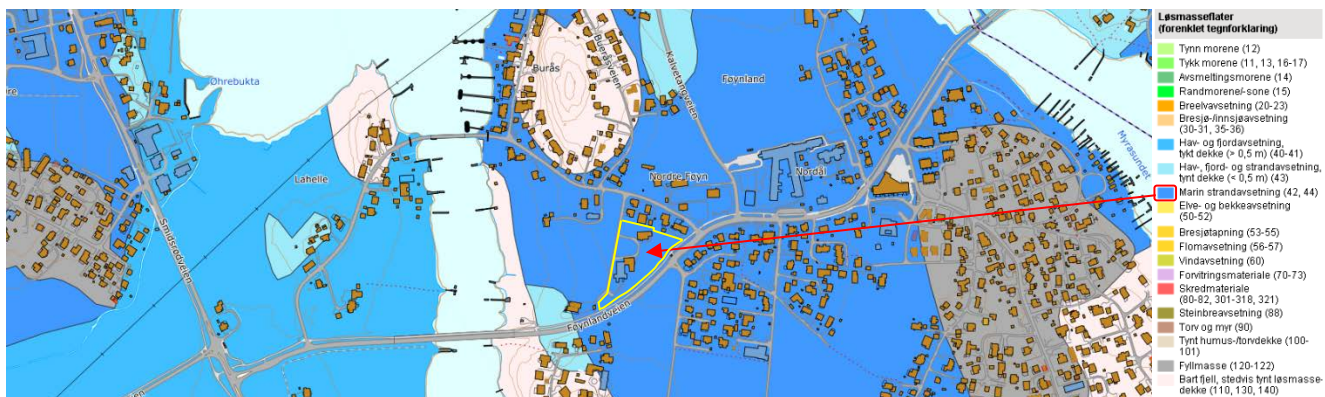 Øhrebukta
Lahelle
Smidsrødveien
Burås
Bueråsveien
Kalvetangveien
Føynland
Nordre Føyn
Nordål
Føynlandveien
Myrasundet
Løsmasseflater
(forenklet tegnforklaring)
Tynn morene (12)
Tykk morene (11, 13, 16-17)
Avsmeltingsmorene (14)
Randmorene/-sone (15)
Breelvavsetning (20-23)
Bresjø-/innsjøavsetning
(30-31, 35-36)
Hav- og fjordavsetning,
tykt dekke (> 0,5 m) (40-41)
Hav-, fjord- og strandavsetning,
tynt dekke (< 0,5 m) (43)
Marin strandavsetning (42, 44)
Elve- og bekkeavsetning
(50-52)
Bresjøtapning (53-55)
Flomavsetning (56-57)
Vindavsetning (60)
Forvitringsmateriale (70-73)
Skredmateriale
(80-82, 301-318, 321)
Steinbreavsetning (88)
Torv og myr (90)
Tynt humus-/torvdekke (100-
101)
Fyllmasse (120-122)
Bart fjell, stedvis tynt løsmasse-
dekke (110, 130, 140)